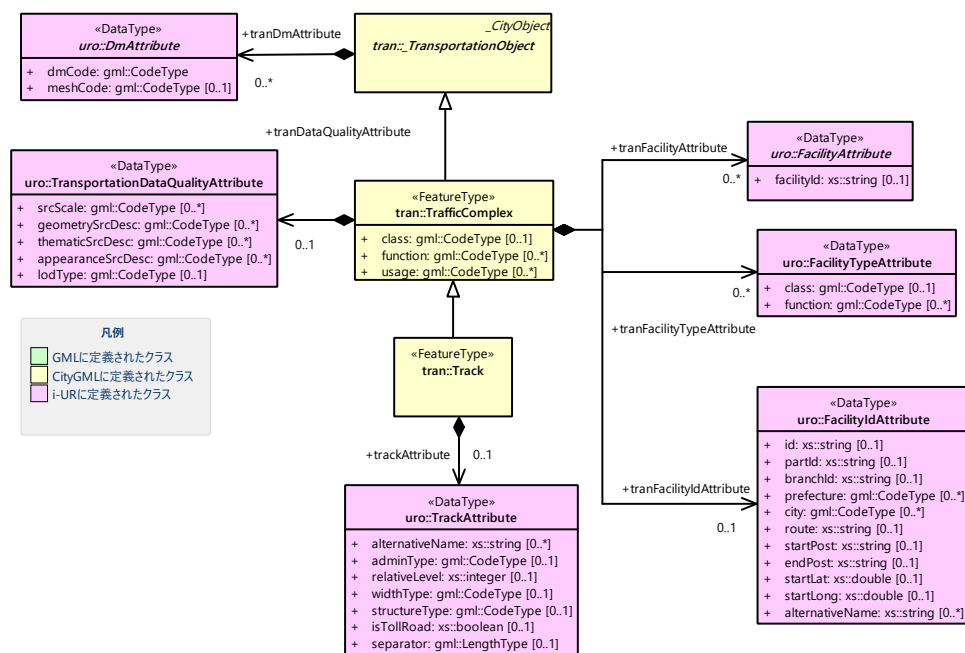 «DataType»
uro::DmAttribute
+ dmCode: gml::CodeType
+ meshCode: gml::CodeType [0..1]
+tranDmAttribute
0..*
_CityObject
tran::_TransportationObject
+tranDataQualityAttribute
«DataType»
uro::TransportationDataQualityAttribute
+ srcScale: gml::CodeType [0..*]
+ geometrySrcDesc: gml::CodeType [0..*]
+ thematicSrcDesc: gml::CodeType [0..*]
+ appearanceSrcDesc: gml::CodeType [0..*]
+ lodType: gml::CodeType [0..1]
0..1
«FeatureType»
tran::TrafficComplex
+ class: gml::CodeType [0..1]
+ function: gml::CodeType [0..*]
+ usage: gml::CodeType [0..*]
+tranFacilityAttribute
0..*
«DataType»
uro::FacilityAttribute
+ facilityId: xs::string [0..1]
«DataType»
uro::FacilityTypeAttribute
+ class: gml::CodeType [0..1]
+ function: gml::CodeType [0..*]
0..*
+tranFacilityTypeAttribute
凡例
GMLに定義されたクラス
CityGMLに定義されたクラス
i-URに定義されたクラス
«FeatureType»
tran::Track
+trackAttribute
0..1
«DataType»
uro::TrackAttribute
+ alternativeName: xs::string [0..*]
+ adminType: gml::CodeType [0..1]
+ relativeLevel: xs::integer [0..1]
+ widthType: gml::CodeType [0..1]
+ structureType: gml::CodeType [0..1]
+ isTollRoad: xs::boolean [0..1]
+ separator: gml::LengthType [0..1]
+tranFacilityIdAttribute
0..1
«DataType»
uro::FacilityIdAttribute
+ id: xs::string [0..1]
+ partId: xs::string [0..1]
+ branchId: xs::string [0..1]
+ prefecture: gml::CodeType [0..*]
+ city: gml::CodeType [0..*]
+ route: xs::string [0..1]
+ startPost: xs::string [0..1]
+ endPost: xs::string [0..1]
+ startLat: xs::double [0..1]
+ startLong: xs::double [0..1]
+ alternativeName: xs::string [0..*]